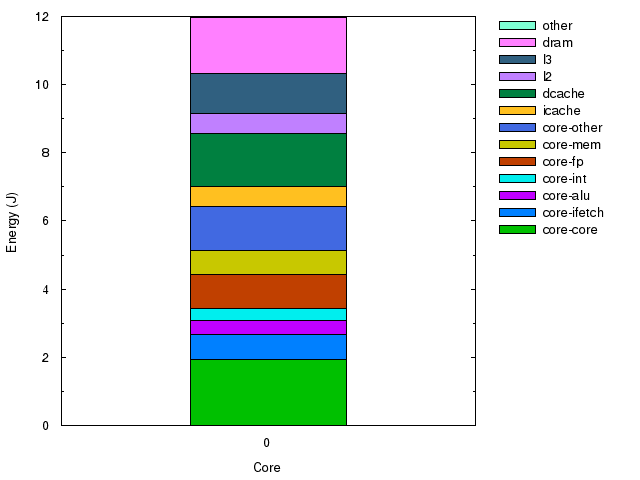 12
10
8
6
4
2
0
Energy (J)
0
Core
other
dram
l3
l2
dcache
icache
core-other
core-mem
core-fp
core-int
core-alu
core-ifetch
core-core